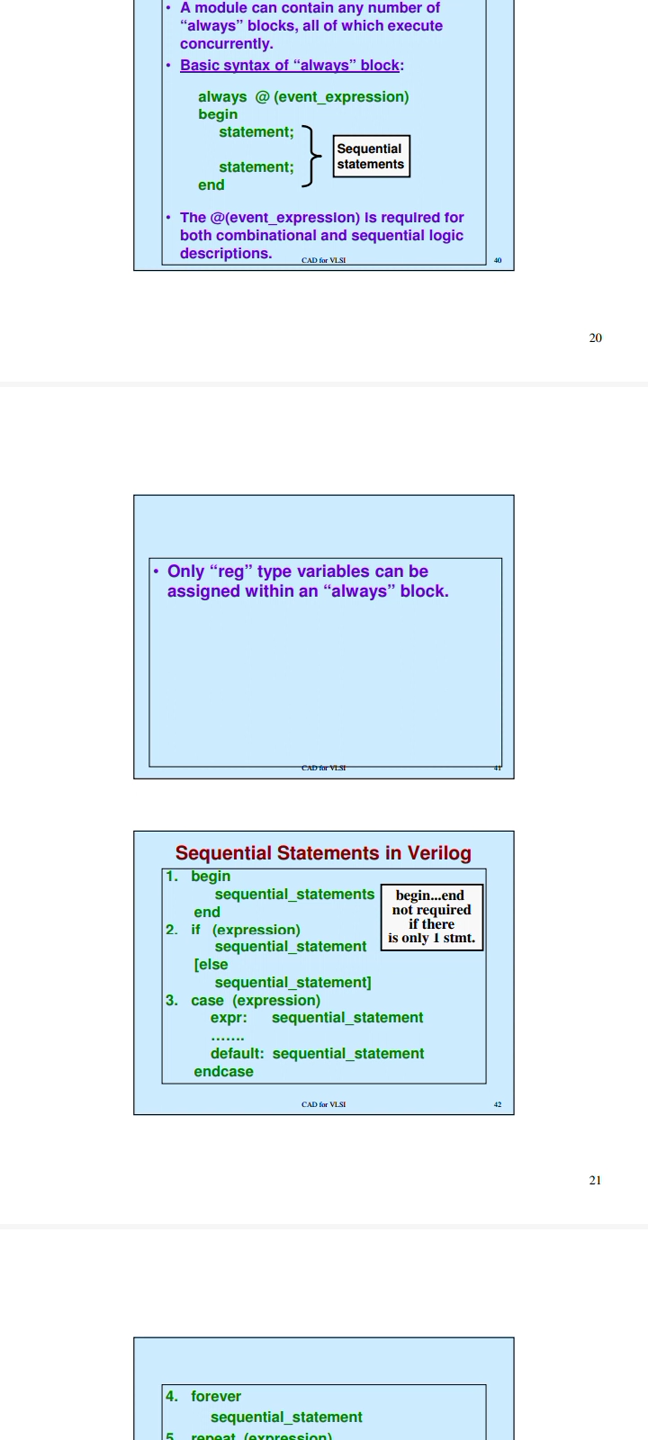 • A module can contain any number of
“always” blocks, all of which execute
concurrently.
• Basic syntax of “always” block:
always @ (event_expression)
begin
statement;
Sequential
statements
statement;
end
• The @(event_expression) is required for
both combinational and sequential logic
descriptions.
CAD for VLSI 40
20
• Only “reg” type variables can be
assigned within an “always” block.
CAD for VLSI 41
Sequential Statements in Verilog
1. begin
sequential_statements
end
begin...end
not required
if there
is only 1 stmt.
2. if (expression)
sequential_statement
[else
sequential_statement]
3. case (expression)
expr: sequential_statement
…….
default: sequential_statement
endcase
CAD for VLSI 42
21
4. forever
sequential_statement
5. repeat (expression)